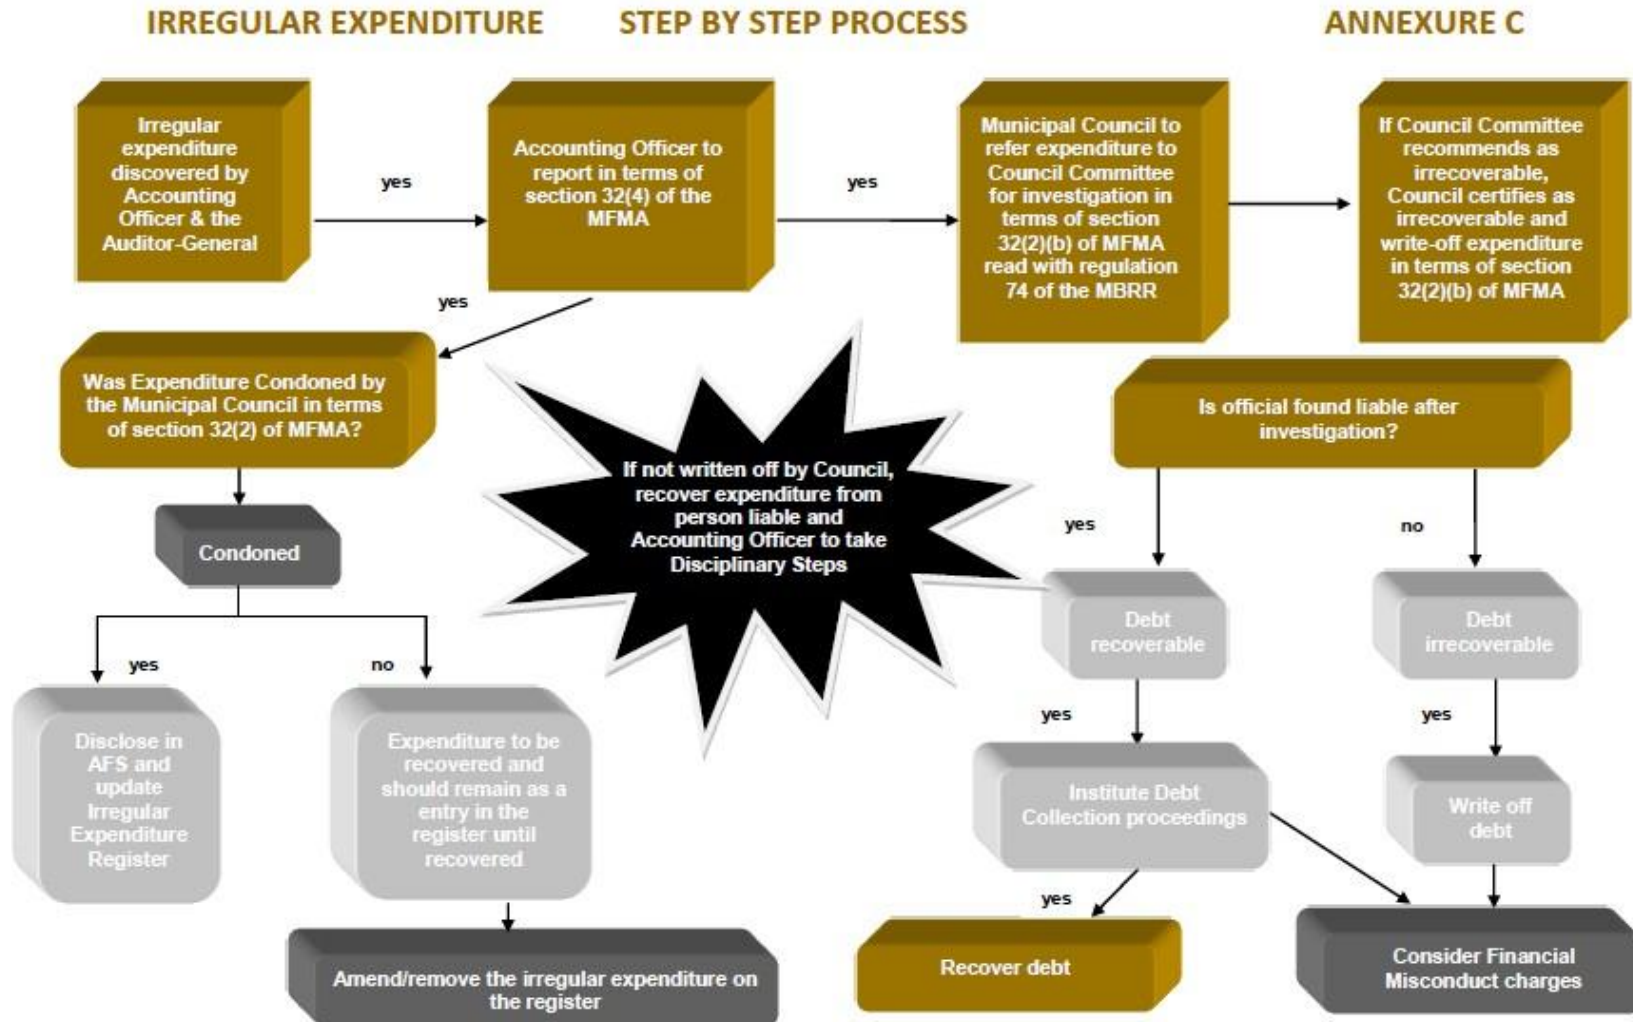 IRREGULAR EXPENDITURE STEP BY STEP PROCESS ANNEXURE C
Irregular
expenditure
discovered by
Accounting
Officer & the
Auditor-General
yes
Accounting Officer to
report in terms of
section 32(4) of the
MFMA
yes
Municipal Council to
refer expenditure to
Council Committee
for investigation in
terms of section
32(2)(b) of MFMA
read with regulation
74 of the MBRR
If Council Committee
recommends as
irrecoverable,
Council certifies as
irrecoverable and
write-off expenditure
in terms of section
32(2)(b) of MFMA
yes
Was Expenditure Condoned by
the Municipal Council in terms
of section 32(2) of MFMA?
Condoned
yes
no
Disclose in
AFS and
update
Irregular
Expenditure
Register
Expenditure to be
recovered and
should remain as a
entry in the
register until
recovered
Amend/remove the irregular expenditure on
the register
If not written off by Council,
recover expenditure from
person liable and
Accounting Officer to take
Disciplinary Steps
Is official found liable after
investigation?
yes
no
Debt
recoverable
Debt
irrecoverable
yes
yes
Institute Debt
Collection proceedings
Write off
debt
yes
Recover debt
Consider Financial
Misconduct charges